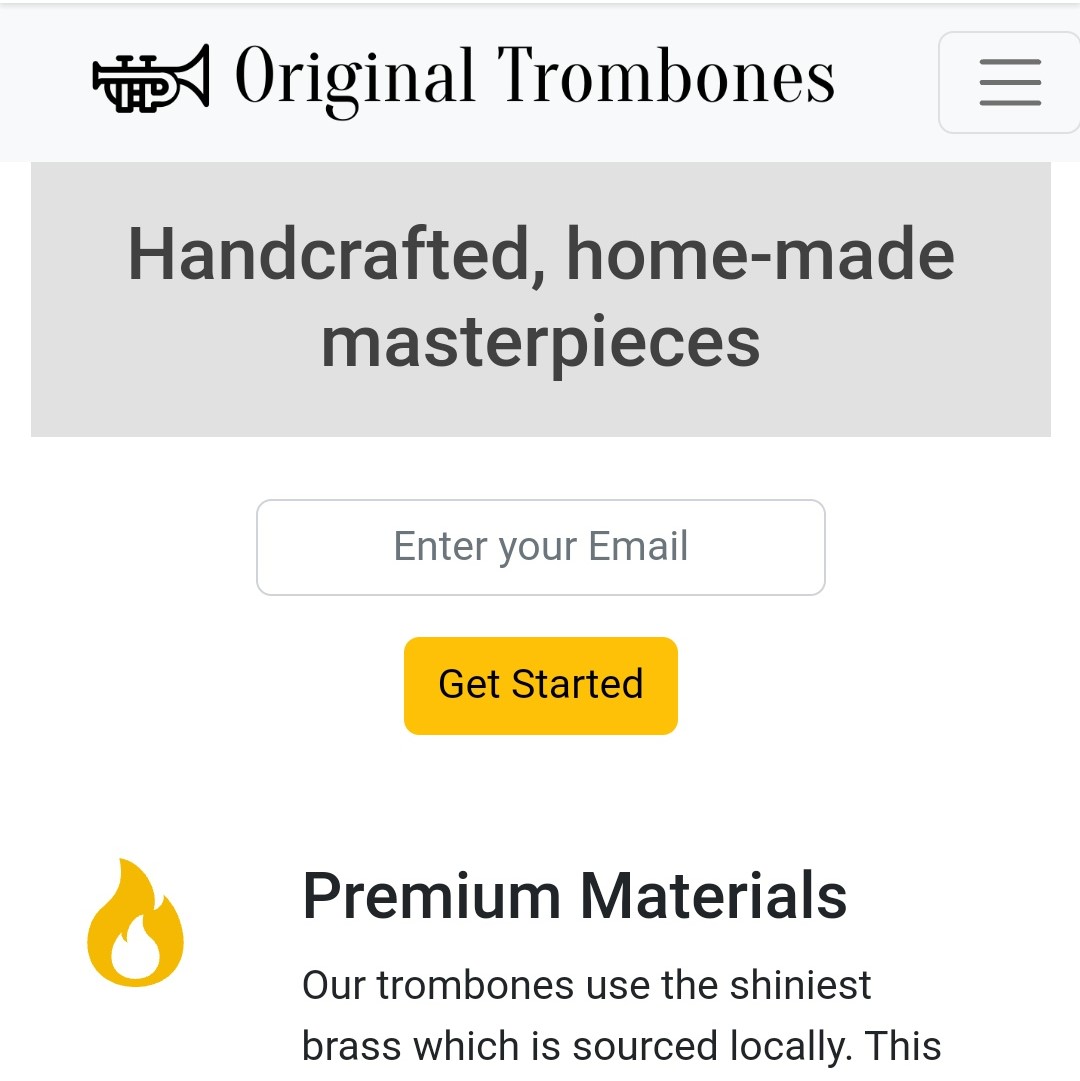 Original Trombones
Handcrafted, home-made
masterpieces
Enter your Email
Get Started
Premium Materials
Our trombones use the shiniest
brass which is sourced locally. This